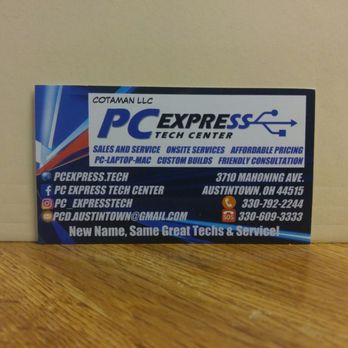 COTAMAN LLC
PC EXPRESS
TECH CENTER
SALES AND SERVICE ONSITE SERVICES AFFORDABLE PRICING
PC-LAPTOP-MAC CUSTOM BUILDS FRIENDLY CONSULTATION
PCEXPRESS.TECH 3710 MAHONING AVE.
f PC EXPRESS TECH CENTER AUSTINTOWN, OH 44515
PC_EXPRESSTECH 330-792-2244
PCD.AUSTINTOWN@GMAIL.COM SOS 330-609-3333
New Name, Same Great Techs & Service!